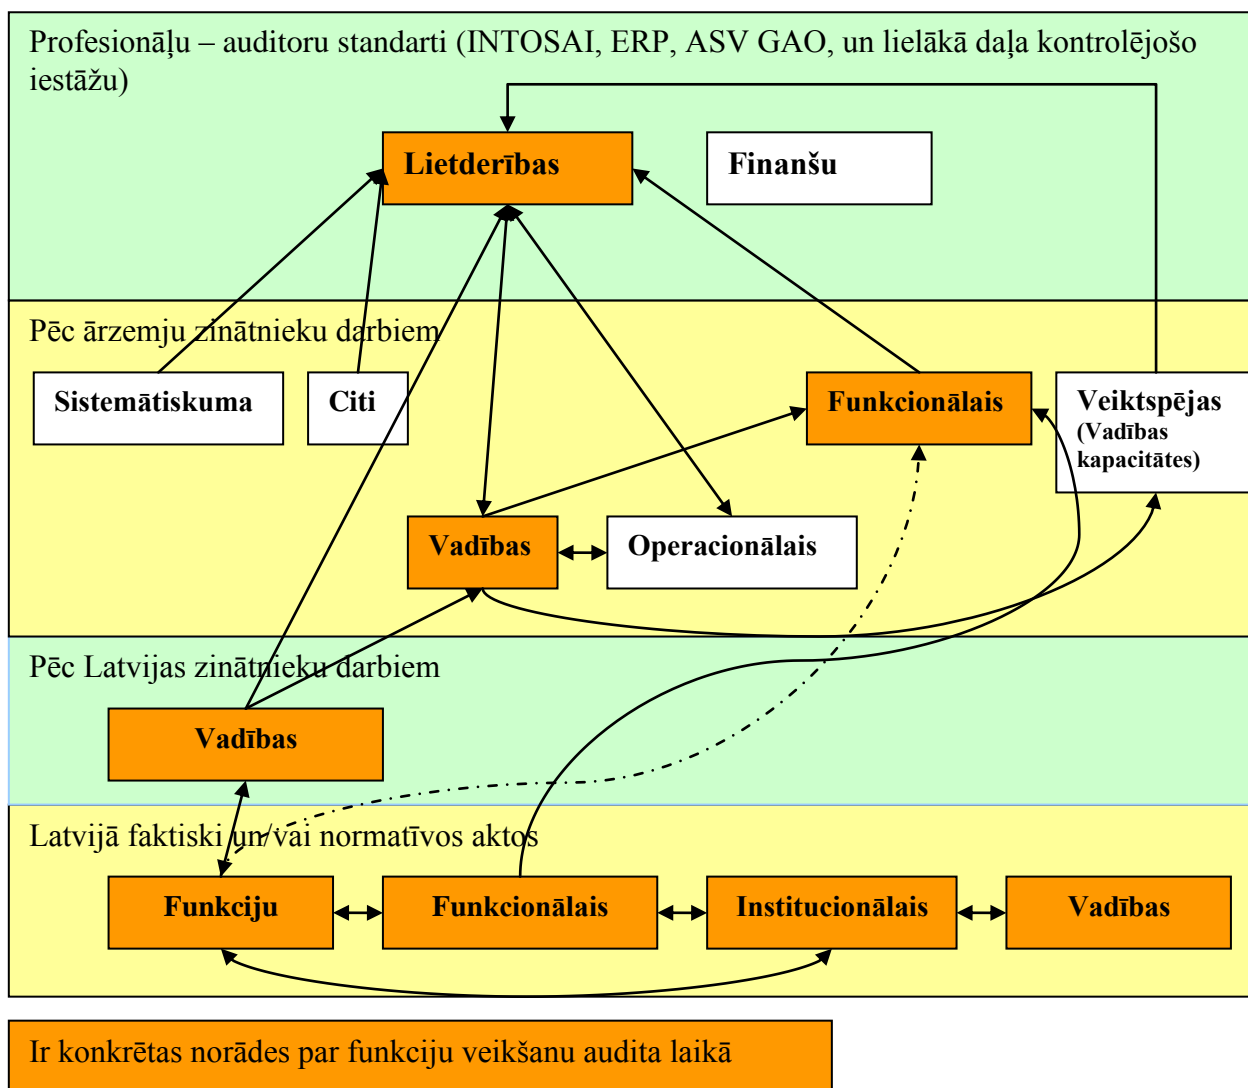 Profesionāļu – auditoru standarti (INTOSAI, ERP, ASV GAO, un lielākā daļa kontrolējošo
iestāžu)
Lietderības
Finanšu
Pēc ārzemju zinātnieku darbiem
Sistemātiskuma
Citi
Funkcionālais
Veiktspējas
(Vadības
kapacitātes)
Vadības
Operacionālais
Pēc Latvijas zinātnieku darbiem
Vadības
Latvijā faktiski un/vai normatīvos aktos
Funkciju
Funkcionālais
Institucionālais
Vadības
Ir konkrētas norādes par funkciju veikšanu audita laikā